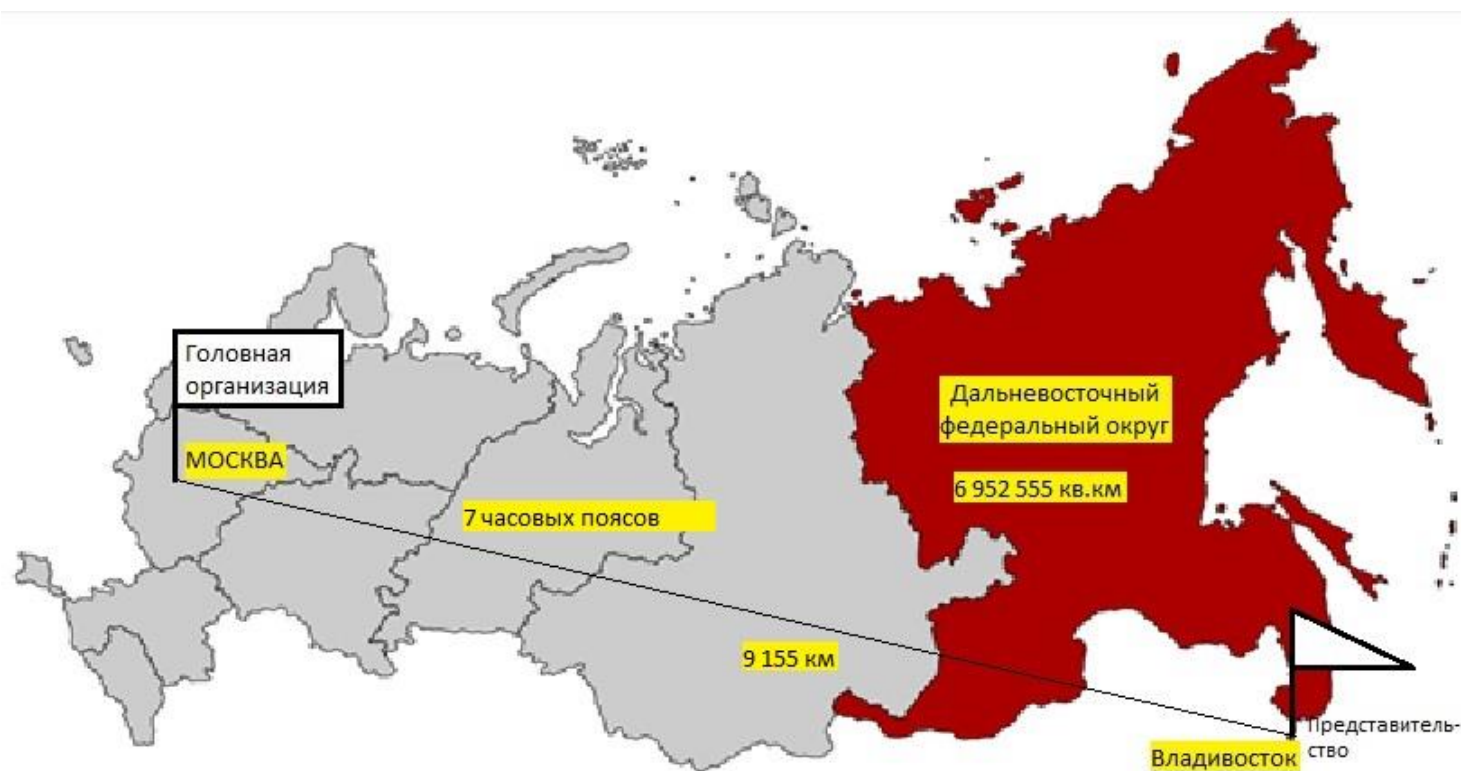 Головная
организация
МОСКВА
Дальневосточный
федеральный округ
6 952 555 кв.км
7 часовых поясов
9 155 км
Представитель-
ство
Владивосток